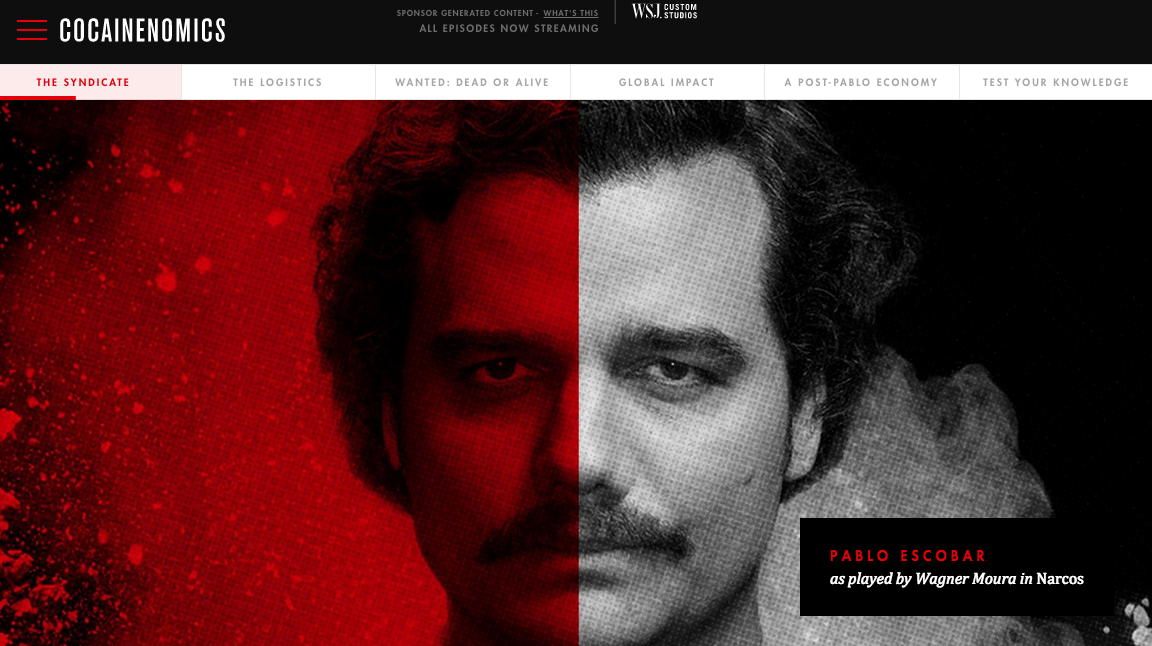 COCAINENOMICS
SPONSOR GENERATED CONTENT - WHAT'S THIS
ALL EPISODES NOW STREAMING
WSJ. CUSTOM
STUDIOS
THE SYNDICATE
THE LOGISTICS
WANTED: DEAD OR ALIVE
GLOBAL IMPACT
A POST-PABLO ECONOMY
TEST YOUR KNOWLEDGE
PABLO ESCOBAR
as played by Wagner Moura in Narcos